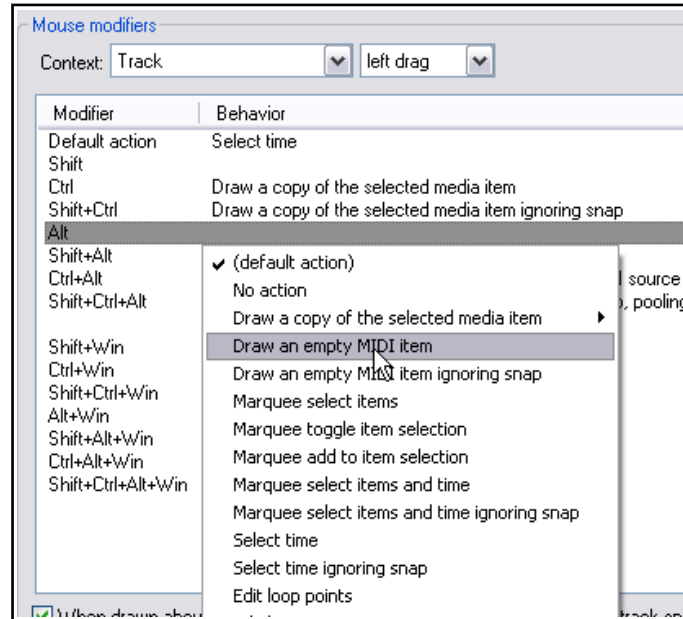 Mouse modifiers
Context: Track left drag
Modifier Behavior
Default action Select time
Shift
Ctrl Draw a copy of the selected media item
Shift+Ctrl Draw a copy of the selected media item ignoring snap
Alt
Shift+Alt
Ctrl+Alt source
Shift+Ctrl+Alt , pooling
Shift+Win
Ctrl+Win
Shift+Ctrl+Win
Alt+Win
Shift+Alt+Win
Ctrl+Alt+Win
Shift+Ctrl+Alt+Win
(default action)
No action
Draw a copy of the selected media item
Draw an empty MIDI item
Draw an empty MIDI item ignoring snap
Marquee select items
Marquee toggle item selection
Marquee add to item selection
Marquee select items and time
Marquee select items and time ignoring snap
Select time
Select time ignoring snap
Edit loop points
When drawn